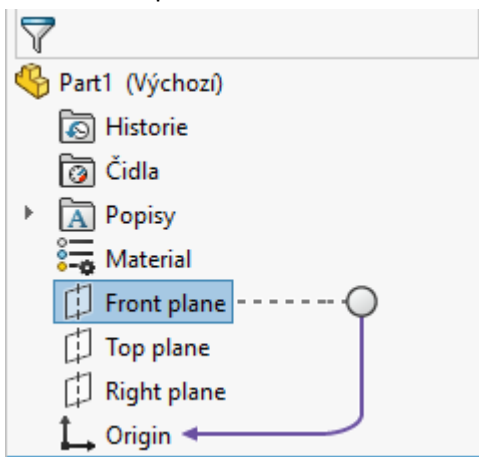 Part1 (Výchozí)
Historie
Čidla
A Popisy
Material
Front plane
Top plane
Right plane
Origin